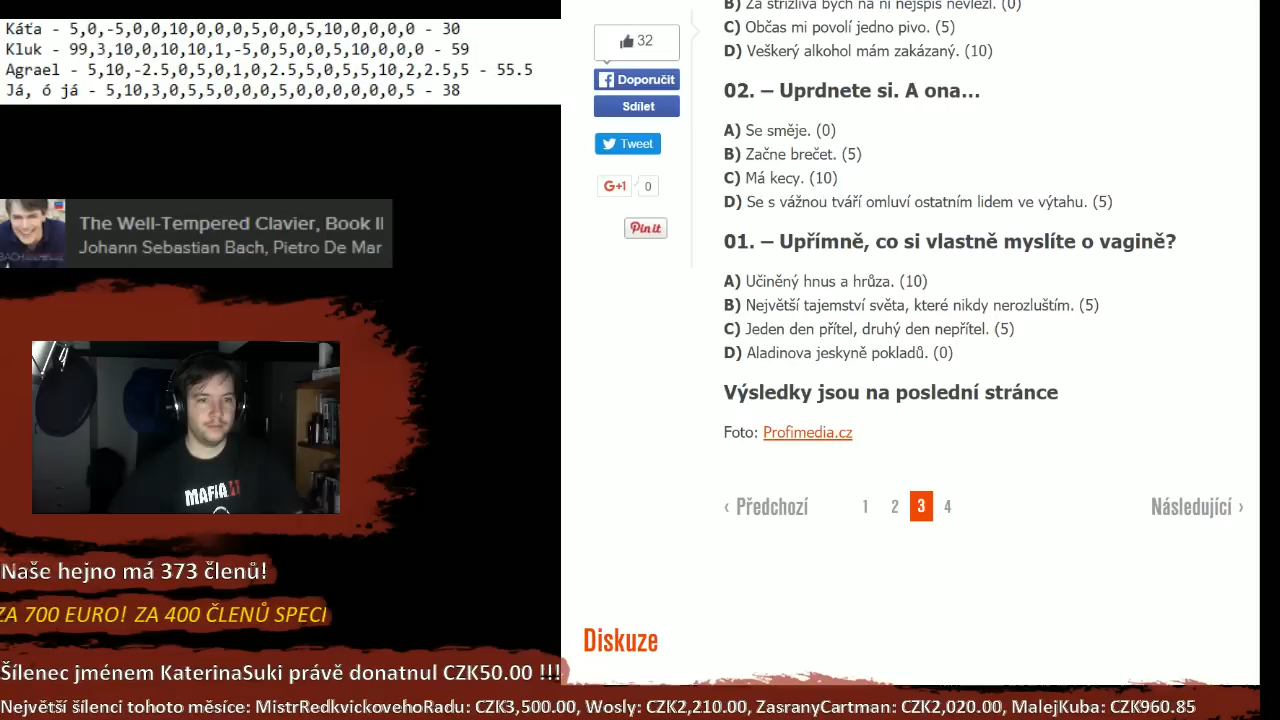 Káťa - 5,0,-5,0,0,10,0,0,0,5,0,0,5,10,0,0,0,0 - 30
Kluk - 99,3,10,0,10,10,1,-5,0,5,0,0,5,10,0,0,0 - 59
Agrael - 5,10,-2.5,0,5,0,1,0,2.5,5,0,5,5,10,2,2.5,5 - 55.5
Já, ó já - 5,10,3,0,5,5,0,0,0,5,0,0,0,0,0,0,5 - 38
The Well-Tempered Clavier, Book II
Johann Sebastian Bach, Pietro De Mar
BACH
MAFIA II
Naše hejno má 373 členů!
ZA 700 EURO! ZA 400 ČLENŮ SPECI
Šílenec jménem KaterinaSuki právě donatnul CZK50.00 !!!
Největší šílenci tohoto měsíce: MistrRedkvickovehoRadu: CZK3,500.00, Wosly: CZK2,210.00, ZasranyCartman: CZK2,020.00, MalejKuba: CZK960.85
32
Doporučit
Sdílet
Tweet
G+1 0
Pin it
B) Za střízliva bych na ni nejspíš nevlezl. (0)
C) Občas mi povolí jedno pivo. (5)
D) Veškerý alkohol mám zakázaný. (10)
02. – Uprdnete si. A ona…
A) Se směje. (0)
B) Začne brečet. (5)
C) Má kecy. (10)
D) Se s vážnou tváří omluví ostatním lidem ve výtahu. (5)
01. – Upřímně, co si vlastně myslíte o vagině?
A) Učiněný hnus a hrůza. (10)
B) Největší tajemství světa, které nikdy nerozluštím. (5)
C) Jeden den přítel, druhý den nepřítel. (5)
D) Aladinova jeskyně pokladů. (0)
Výsledky jsou na poslední stránce
Foto: Profimedia.cz
‹ Předchozí 1 2 3 4 Následující ›
Diskuze